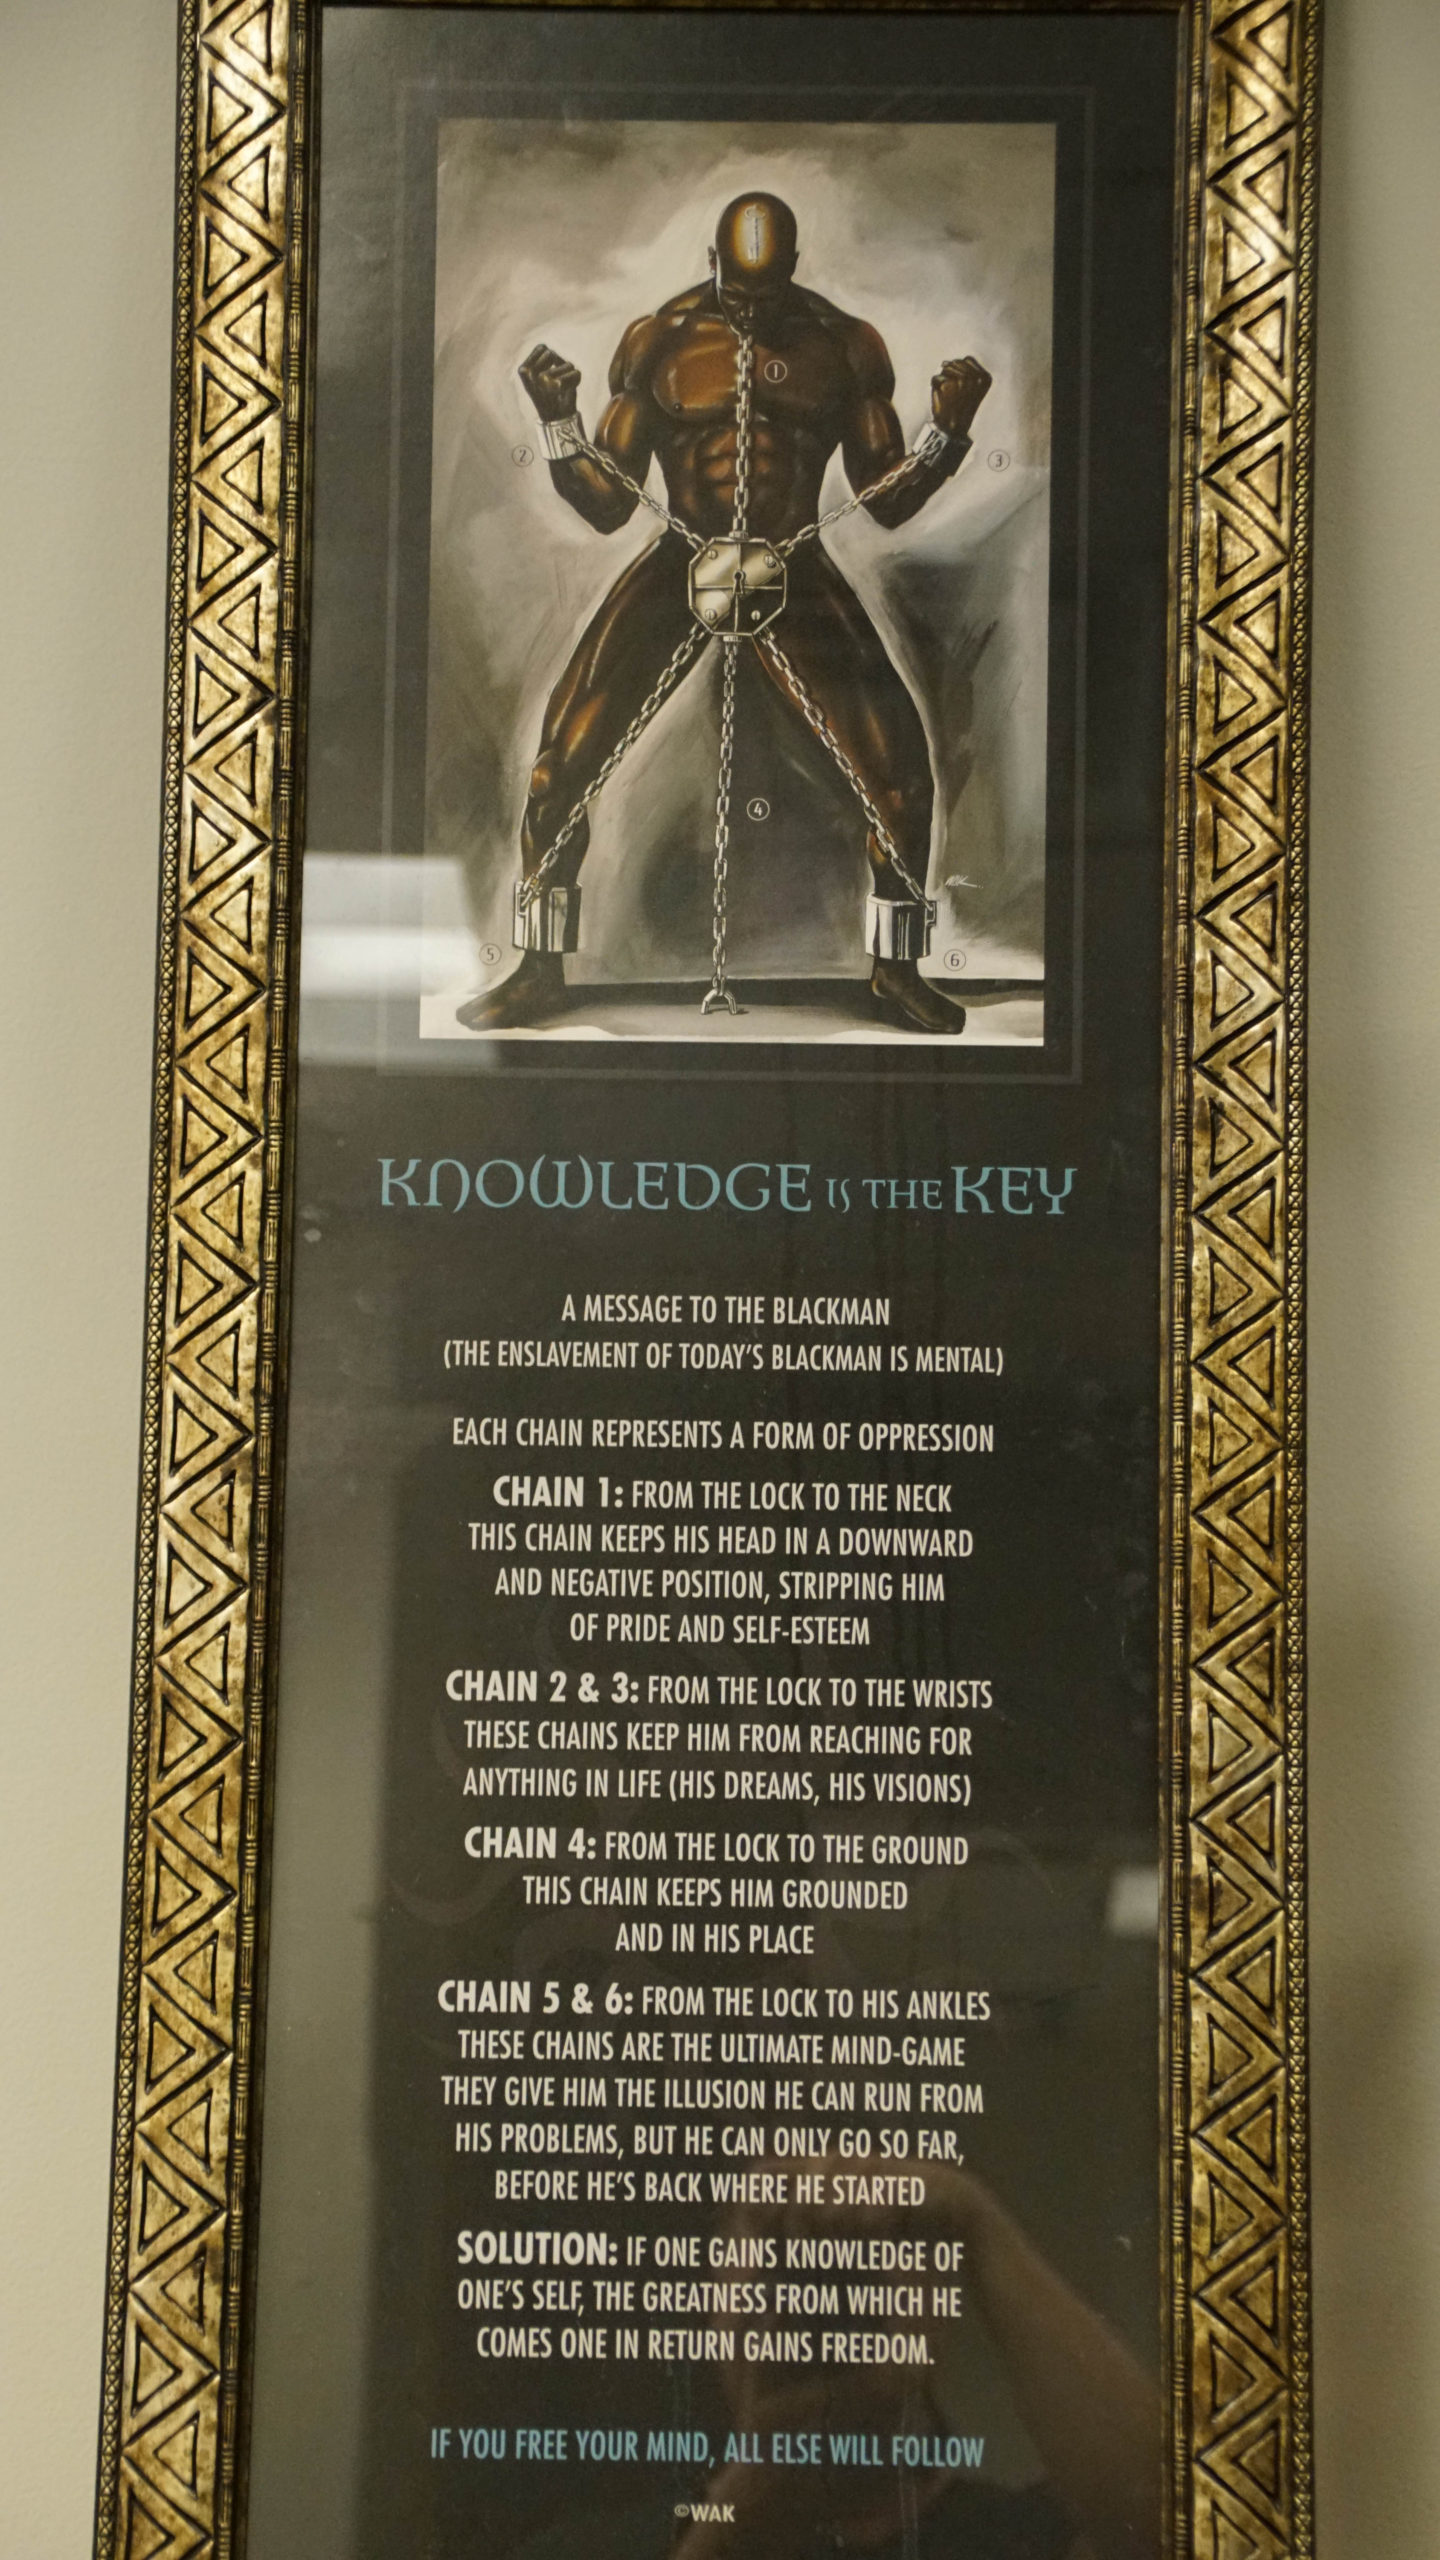 1
2
3
4
WAK
5
6
KNOWLEDGE IS THE KEY
A MESSAGE TO THE BLACKMAN
(THE ENSLAVEMENT OF TODAY'S BLACKMAN IS MENTAL)
EACH CHAIN REPRESENTS A FORM OF OPPRESSION
CHAIN 1: FROM THE LOCK TO THE NECK
THIS CHAIN KEEPS HIS HEAD IN A DOWNWARD
AND NEGATIVE POSITION, STRIPPING HIM
OF PRIDE AND SELF-ESTEEM
CHAIN 2 & 3: FROM THE LOCK TO THE WRISTS
THESE CHAINS KEEP HIM FROM REACHING FOR
ANYTHING IN LIFE (HIS DREAMS, HIS VISIONS)
CHAIN 4: FROM THE LOCK TO THE GROUND
THIS CHAIN KEEPS HIM GROUNDED
AND IN HIS PLACE
CHAIN 5 & 6: FROM THE LOCK TO HIS ANKLES
THESE CHAINS ARE THE ULTIMATE MIND-GAME
THEY GIVE HIM THE ILLUSION HE CAN RUN FROM
HIS PROBLEMS, BUT HE CAN ONLY GO SO FAR,
BEFORE HE'S BACK WHERE HE STARTED
SOLUTION: IF ONE GAINS KNOWLEDGE OF
ONE'S SELF, THE GREATNESS FROM WHICH HE
COMES ONE IN RETURN GAINS FREEDOM.
IF YOU FREE YOUR MIND, ALL ELSE WILL FOLLOW
©WAK